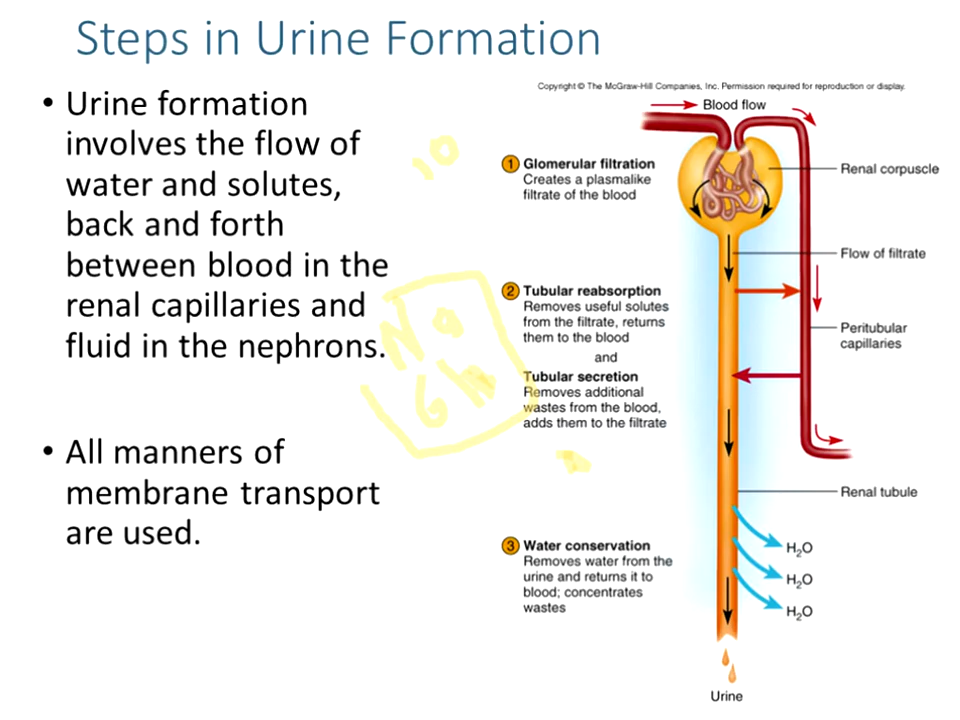 Steps in Urine Formation
• Urine formation
involves the flow of
water and solutes,
back and forth
between blood in the
renal capillaries and
fluid in the nephrons.
• All manners of
membrane transport
are used.
Copyright © The McGraw-Hill Companies, Inc. Permission required for reproduction or display.
Blood flow
1 Glomerular filtration
Creates a plasmalike
filtrate of the blood
Renal corpuscle
Flow of filtrate
2 Tubular reabsorption
Removes useful solutes
from the filtrate, returns
them to the blood
and
Tubular secretion
Removes additional
wastes from the blood,
adds them to the filtrate
Peritubular
capillaries
Renal tubule
3 Water conservation
Removes water from the
urine and returns it to
blood; concentrates
wastes
H₂O
H₂O
H₂O
Urine
10